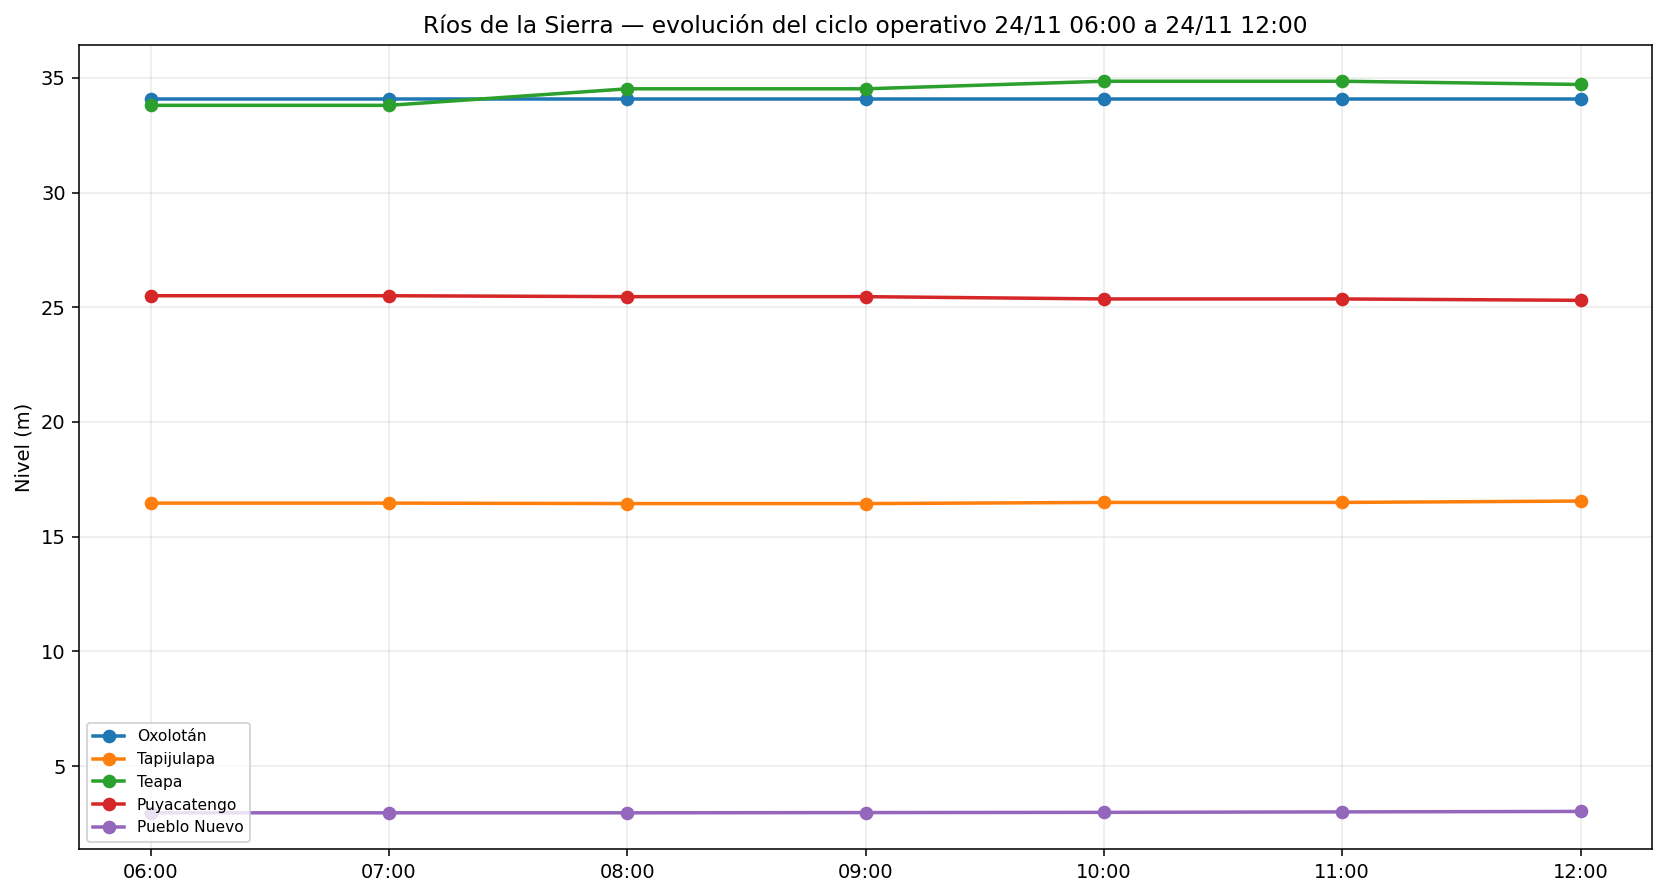 Ríos de la Sierra — evolución del ciclo operativo 24/11 06:00 a 24/11 12:00
Nivel (m)
35
30
25
20
15
10
5
Oxolotán
Tapijulapa
Teapa
Puyacatengo
Pueblo Nuevo
06:00 07:00 08:00 09:00 10:00 11:00 12:00